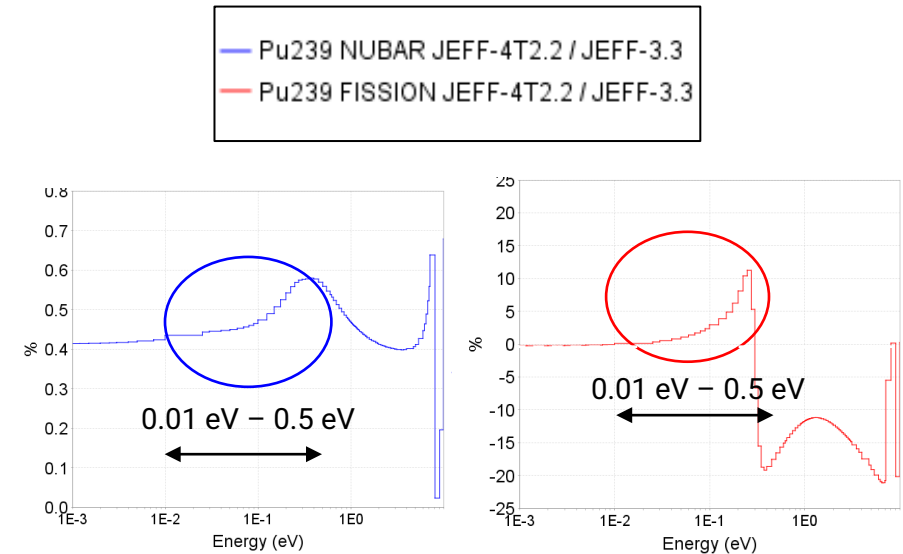 Pu239 NUBAR JEFF-4T2.2 / JEFF-3.3
Pu239 FISSION JEFF-4T2.2 / JEFF-3.3
0.8
0.7
0.6
0.5
0.4
0.3
0.2
0.1
0.0
%
0.01 eV – 0.5 eV
1E-3 1E-2 1E-1 1E0
Energy (eV)
25
20
15
10
5
0
-5
-10
-15
-20
-25
%
0.01 eV – 0.5 eV
1E-3 1E-2 1E-1 1E0
Energy (eV)